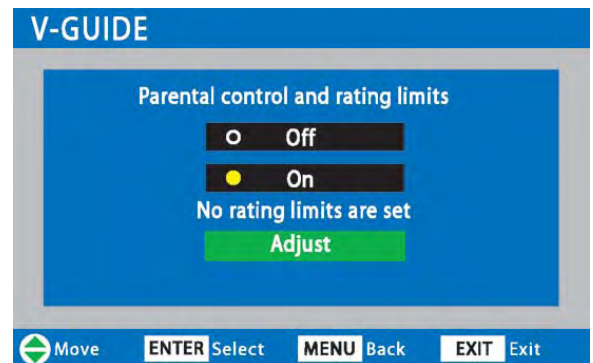 V-GUIDE
Parental control and rating limits
Off
On
No rating limits are set
Adjust
Move ENTER Select MENU Back EXIT Exit